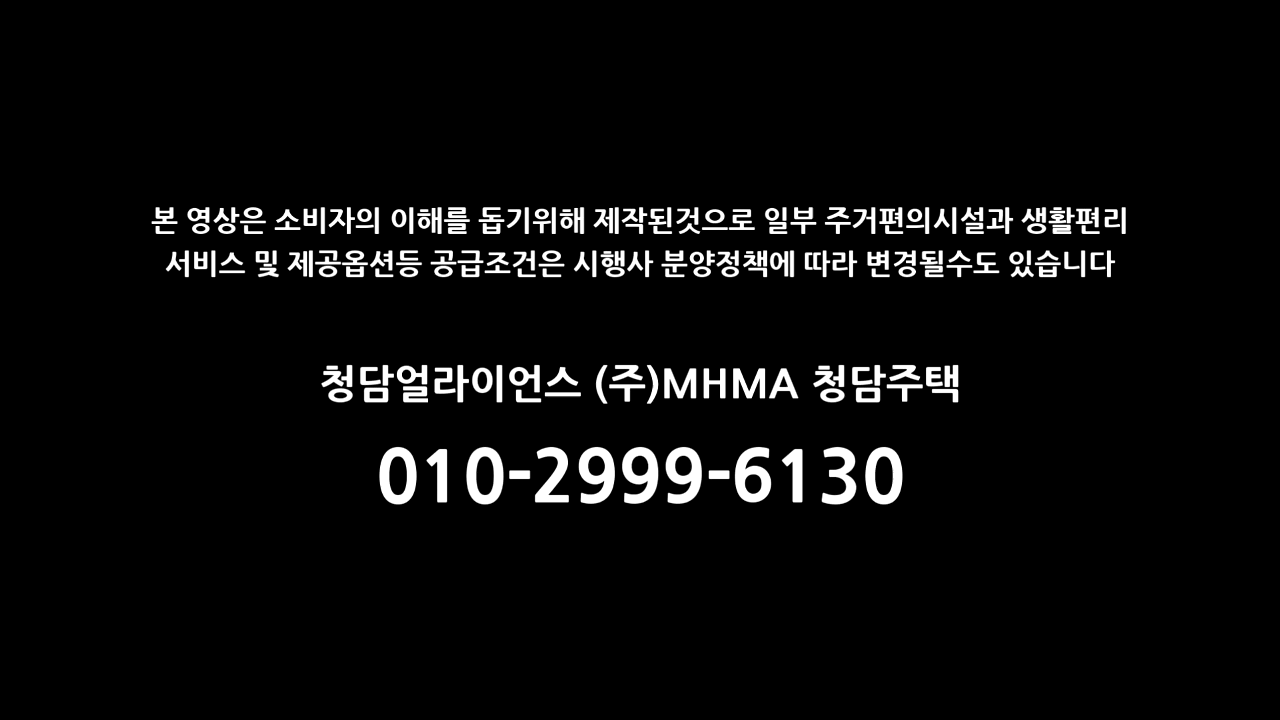 본 영상은 소비자의 이해를 돕기위해 제작된것으로 일부 주거편의시설과 생활편리
서비스 및 제공옵션등 공급조건은 시행사 분양정책에 따라 변경될수도 있습니다
청담얼라이언스 (주)MHMA 청담주택
010-2999-6130